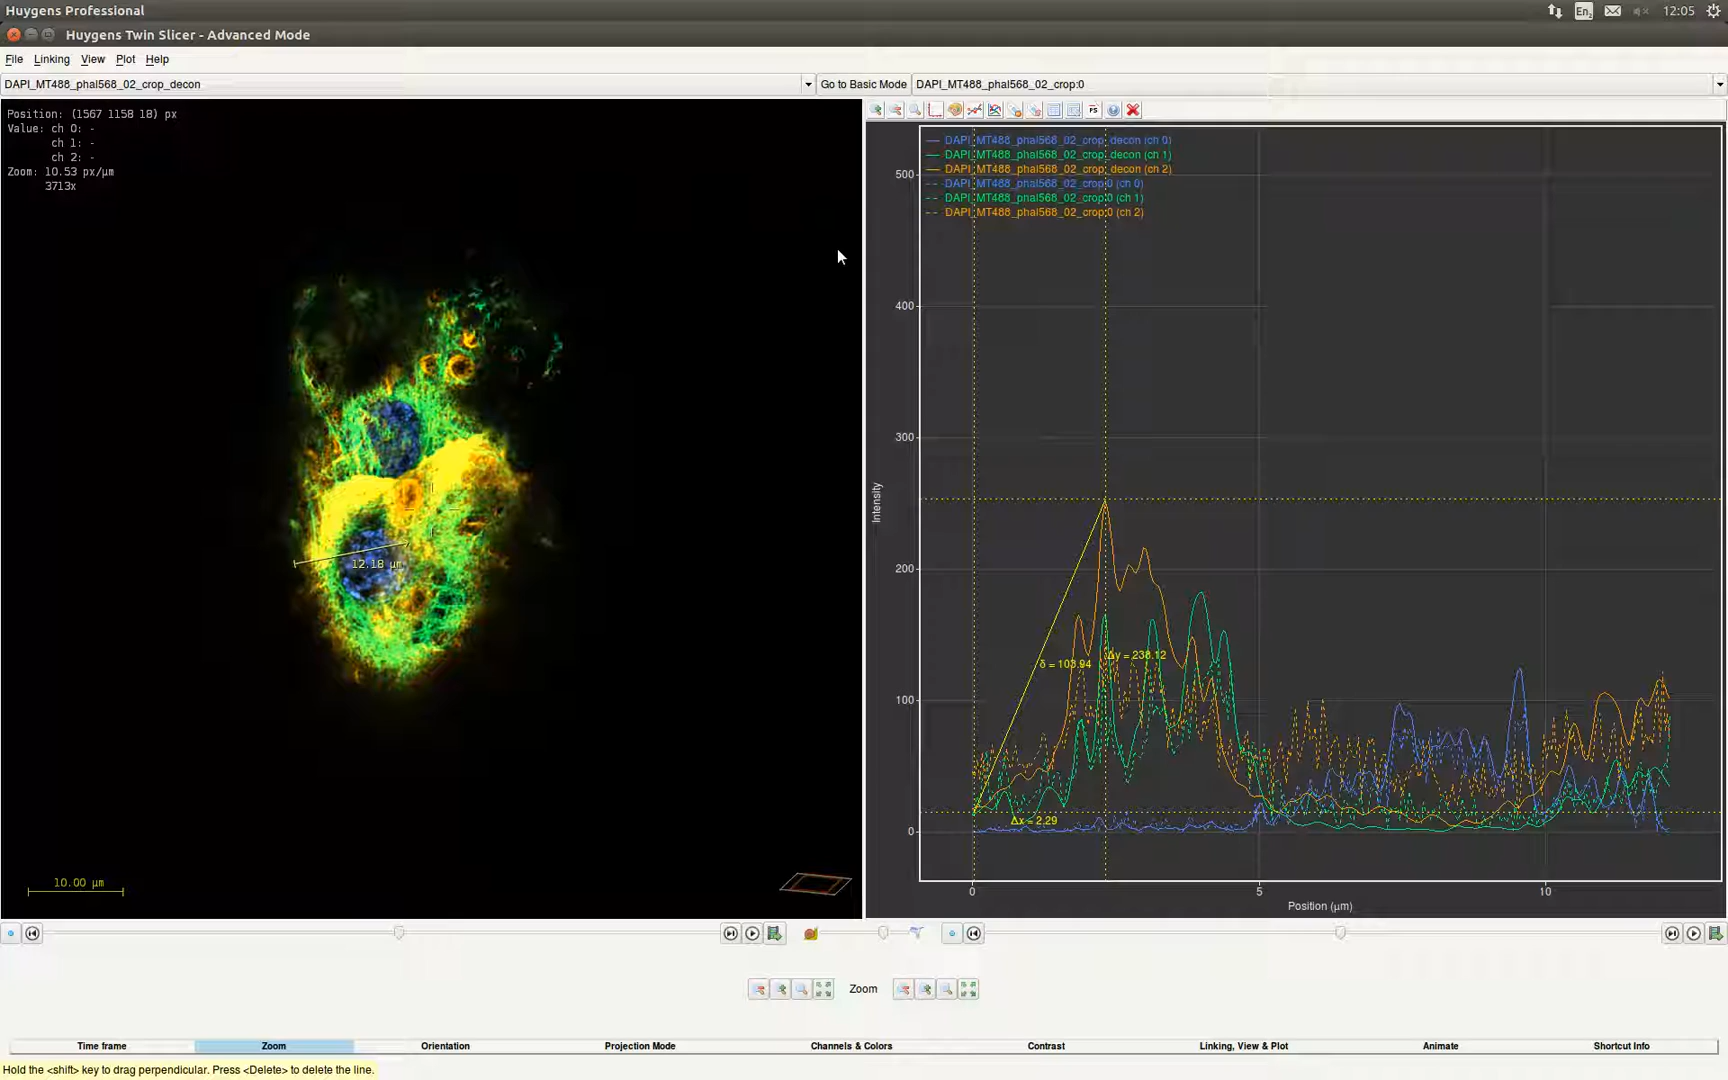 Huygens Professional
En2
12:05
Huygens Twin Slicer - Advanced Mode
File Linking View Plot Help
DAPI_MT488_phal568_02_crop_decon
Go to Basic Mode
DAPI_MT488_phal568_02_crop:0
Position: (1567 1158 18) px
Value: ch 0: -
ch 1: -
ch 2: -
Zoom: 10.53 px/µm
3713x
12.18 µm
10.00 µm
FS
DAPI_MT488_phal568_02_crop_decon (ch 0)
DAPI_MT488_phal568_02_crop_decon (ch 1)
DAPI_MT488_phal568_02_crop_decon (ch 2)
DAPI_MT488_phal568_02_crop:0 (ch 0)
DAPI_MT488_phal568_02_crop:0 (ch 1)
DAPI_MT488_phal568_02_crop:0 (ch 2)
500
400
300
200
100
0
Intensity
δ = 103.94
Δy = 238.12
Δx = 2.29
0 5 10
Position (µm)
Zoom
Time frame Zoom Orientation Projection Mode Channels & Colors Contrast Linking, View & Plot Animate Shortcut Info
Hold the <shift> key to drag perpendicular. Press <Delete> to delete the line.